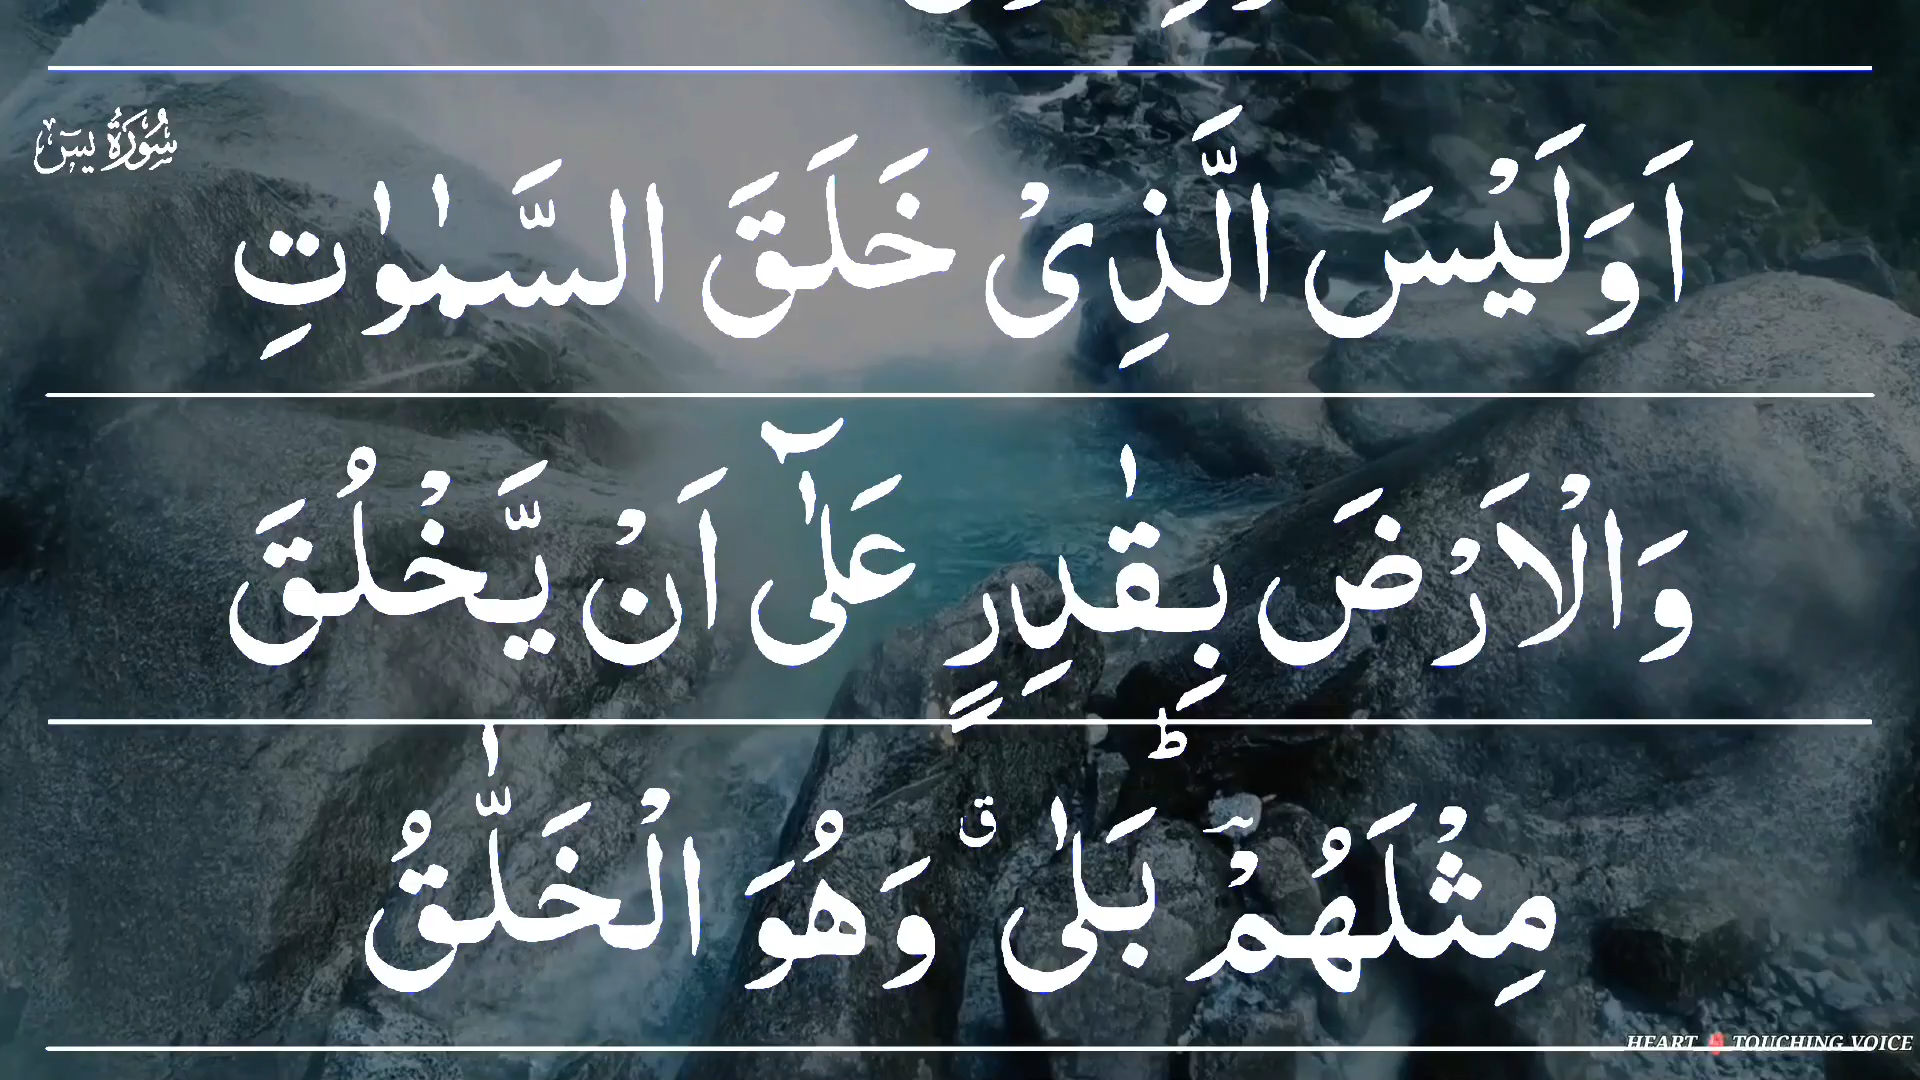 سُوْرَةُ يٰسٓ
اَوَلَيْسَ الَّذِىْ خَلَقَ السَّمٰوٰتِ
وَالْاَرْضَ بِقٰدِرٍ عَلٰٓى اَنْ يَّخْلُقَ
مِثْلَهُمْؕؔ بَلٰى ۗ وَهُوَ الْخَلّٰقُ
HEART TOUCHING VOICE